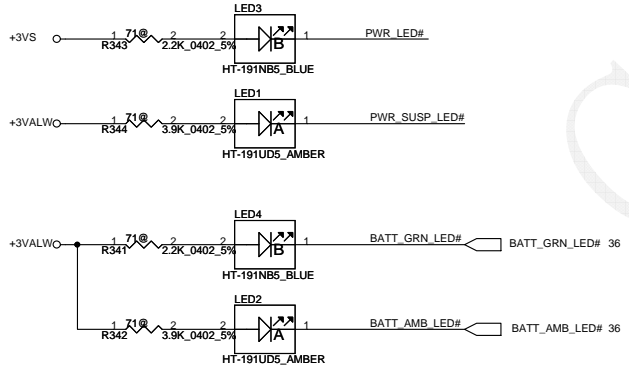 LED3
+3VS 1 71@ 2 2 B 1 PWR_LED#
R343 2.2K_0402_5%
HT-191NB5_BLUE
LED1
+3VALW 1 71@ 2 2 A 1 PWR_SUSP_LED#
R344 3.9K_0402_5%
HT-191UD5_AMBER
LED4
+3VALW 1 71@ 2 2 B 1 BATT_GRN_LED# BATT_GRN_LED# 36
R341 2.2K_0402_5%
HT-191NB5_BLUE
LED2
1 71@ 2 2 A 1 BATT_AMB_LED# BATT_AMB_LED# 36
R342 3.9K_0402_5%
HT-191UD5_AMBER